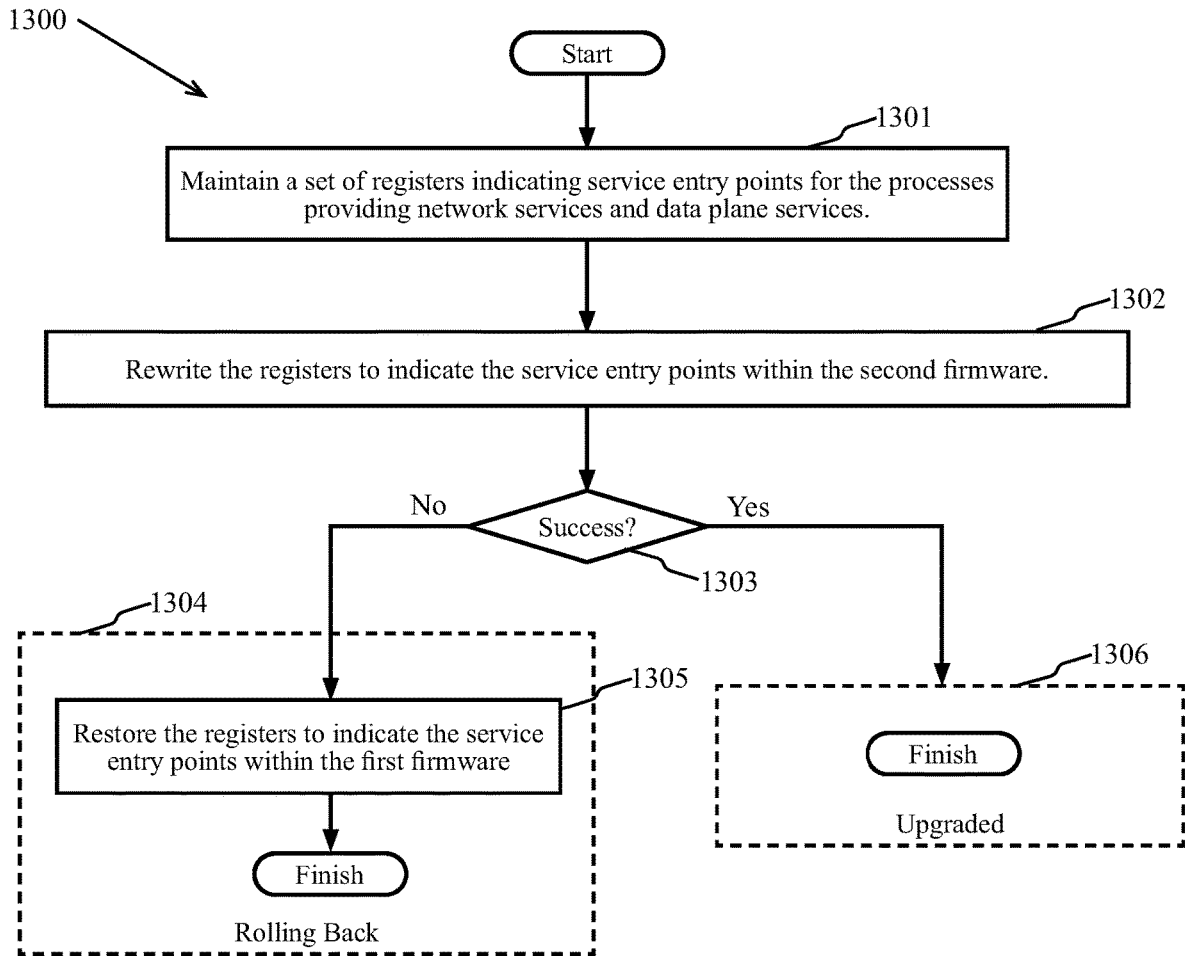 1300
Start
1301
Maintain a set of registers indicating service entry points for the processes
providing network services and data plane services.
1302
Rewrite the registers to indicate the service entry points within the second firmware.
No
Yes
Success?
1303
1304
1305
1306
Restore the registers to indicate the service
entry points within the first firmware
Finish
Upgraded
Finish
Rolling Back